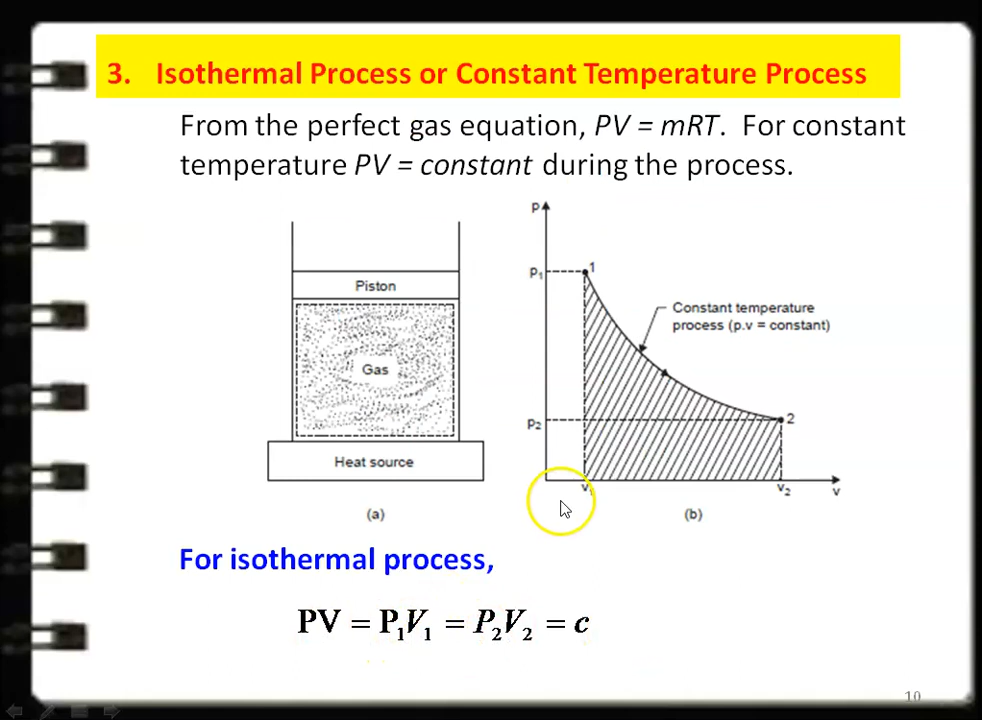 3. Isothermal Process or Constant Temperature Process
From the perfect gas equation, PV = mRT. For constant
temperature PV = constant during the process.
Piston
Gas
Heat source
(a)
p
p₁
1
Constant temperature
process (p.v = constant)
p₂
2
v₁
v₂
v
(b)
For isothermal process,
PV = P₁V₁ = P₂V₂ = c
10